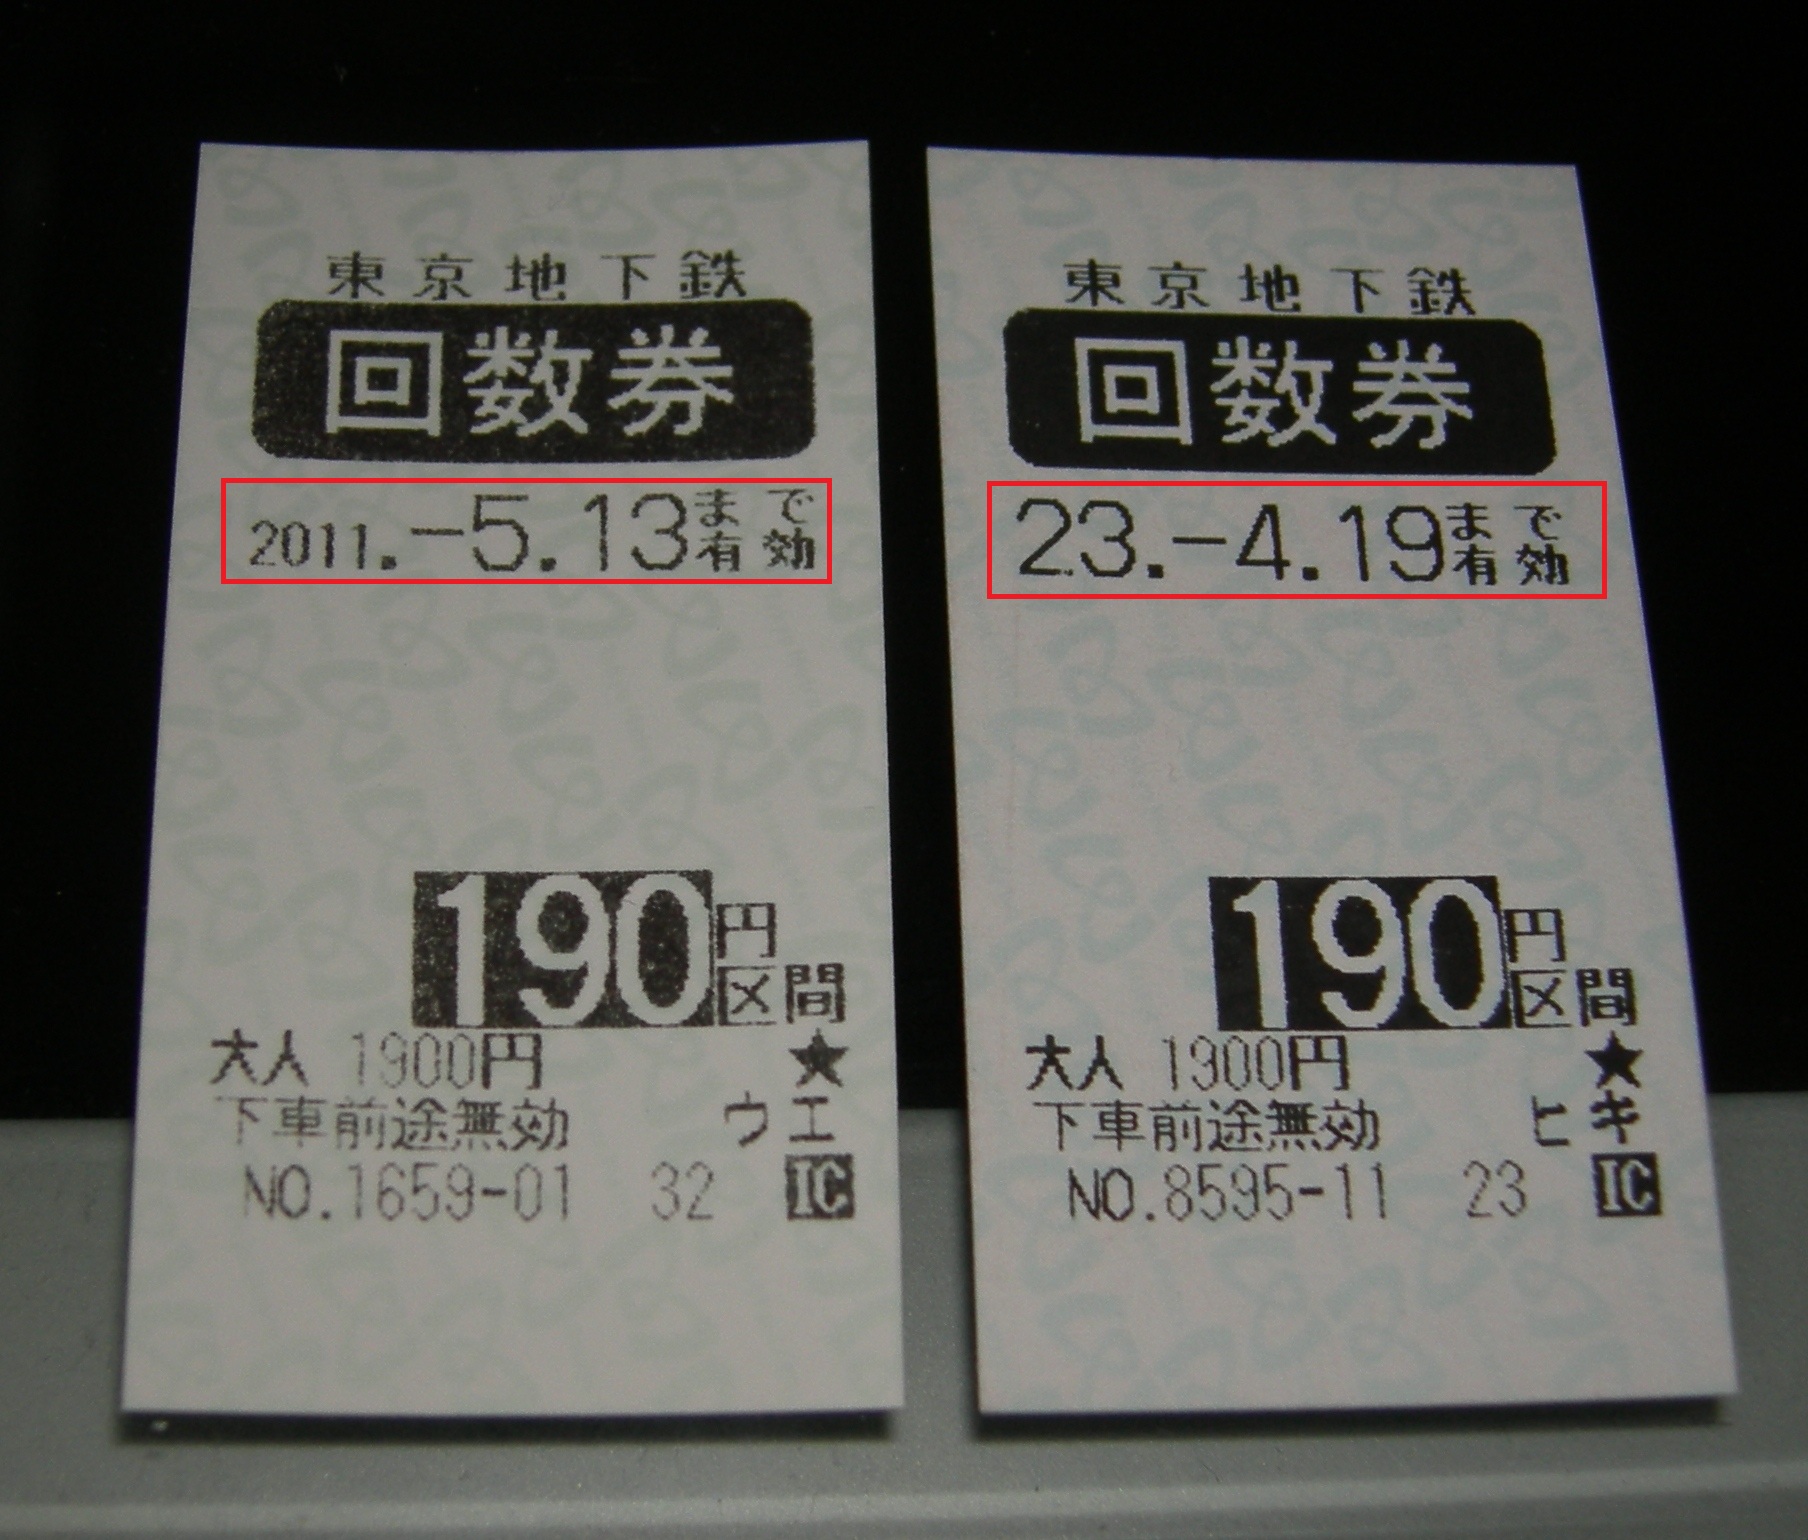 東京地下鉄
回数券
2011.-5.13まで有効
190円区間
大人 1900円 ★
下車前途無効 ウエ
NO.1659-01 32 IC
東京地下鉄
回数券
23.-4.19まで有効
190円区間
大人 1900円 ★
下車前途無効 ヒキ
NO.8595-11 23 IC